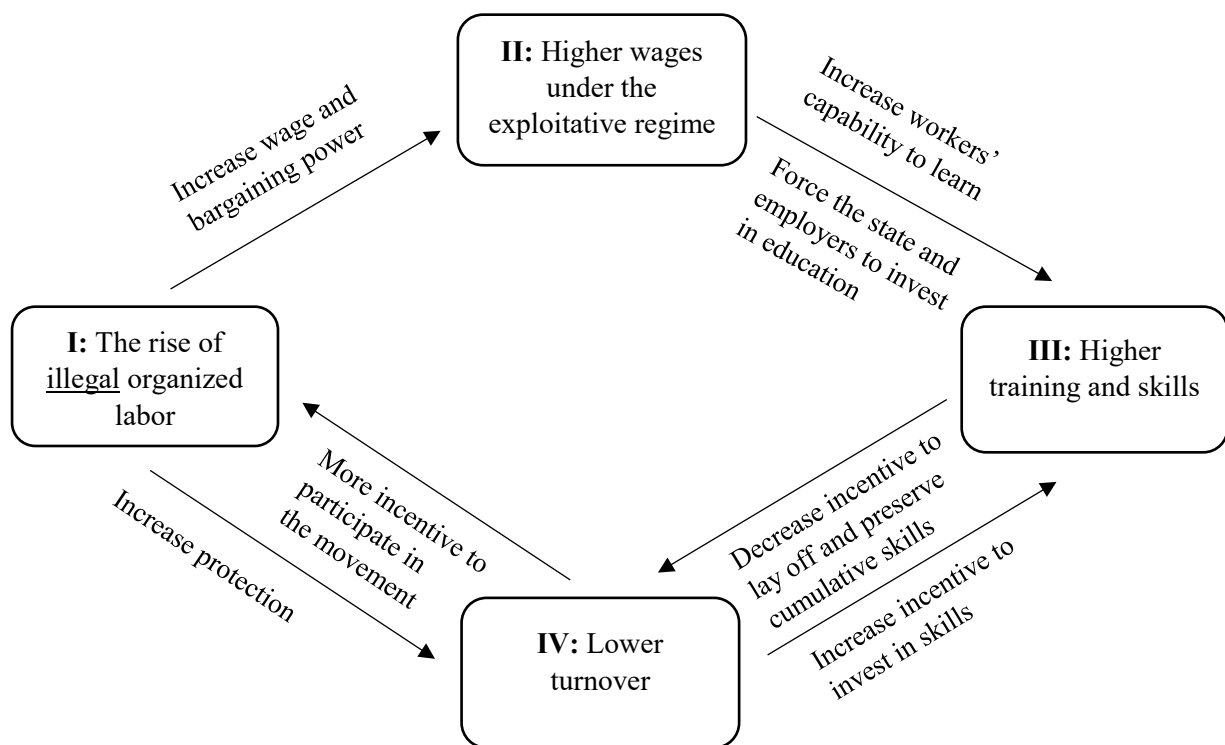 II: Higher wages
under the
exploitative regime
Increase wage and
bargaining power
Increase workers’
capability to learn
Force the state and
employers to invest
in education
I: The rise of
illegal organized
labor
III: Higher
training and skills
More incentive to
participate in
the movement
Increase protection
Decrease incentive to
lay off and preserve
cumulative skills
Increase incentive to
invest in skills
IV: Lower
turnover